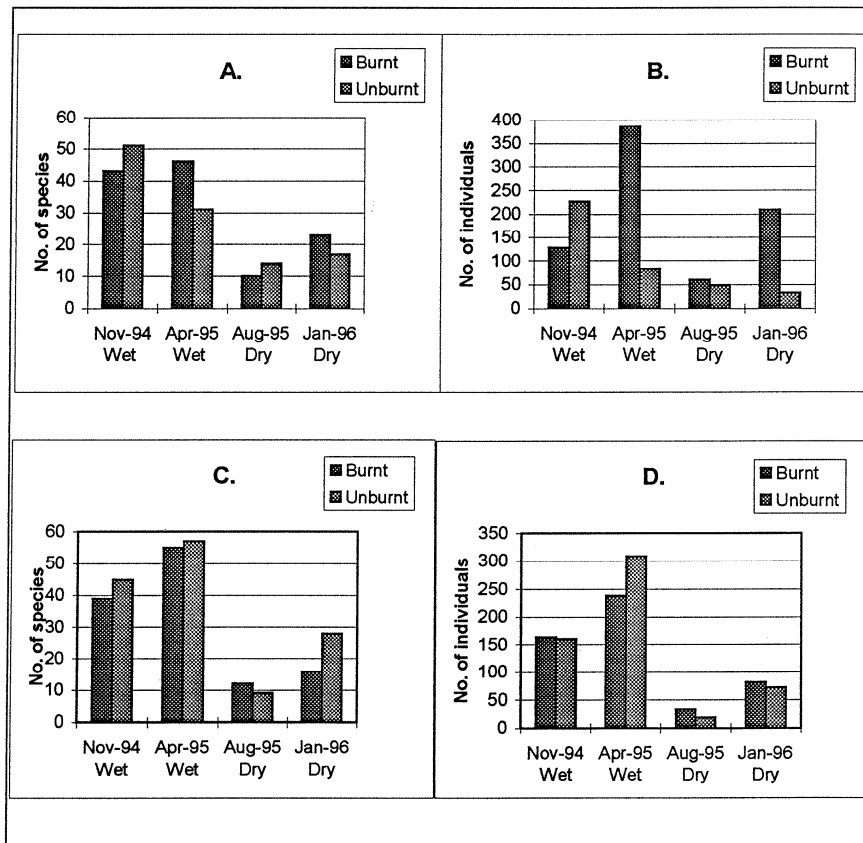 A.
Burnt
Unburnt
No. of species
60
50
40
30
20
10
0
Nov-94 Apr-95 Aug-95 Jan-96
Wet Wet Dry Dry
B.
Burnt
Unburnt
No. of individuals
400
350
300
250
200
150
100
50
0
Nov-94 Apr-95 Aug-95 Jan-96
Wet Wet Dry Dry
C.
Burnt
Unburnt
No. of species
60
50
40
30
20
10
0
Nov-94 Apr-95 Aug-95 Jan-96
Wet Wet Dry Dry
D.
Burnt
Unburnt
No. of individuals
350
300
250
200
150
100
50
0
Nov-94 Apr-95 Aug-95 Jan-96
Wet Wet Dry Dry